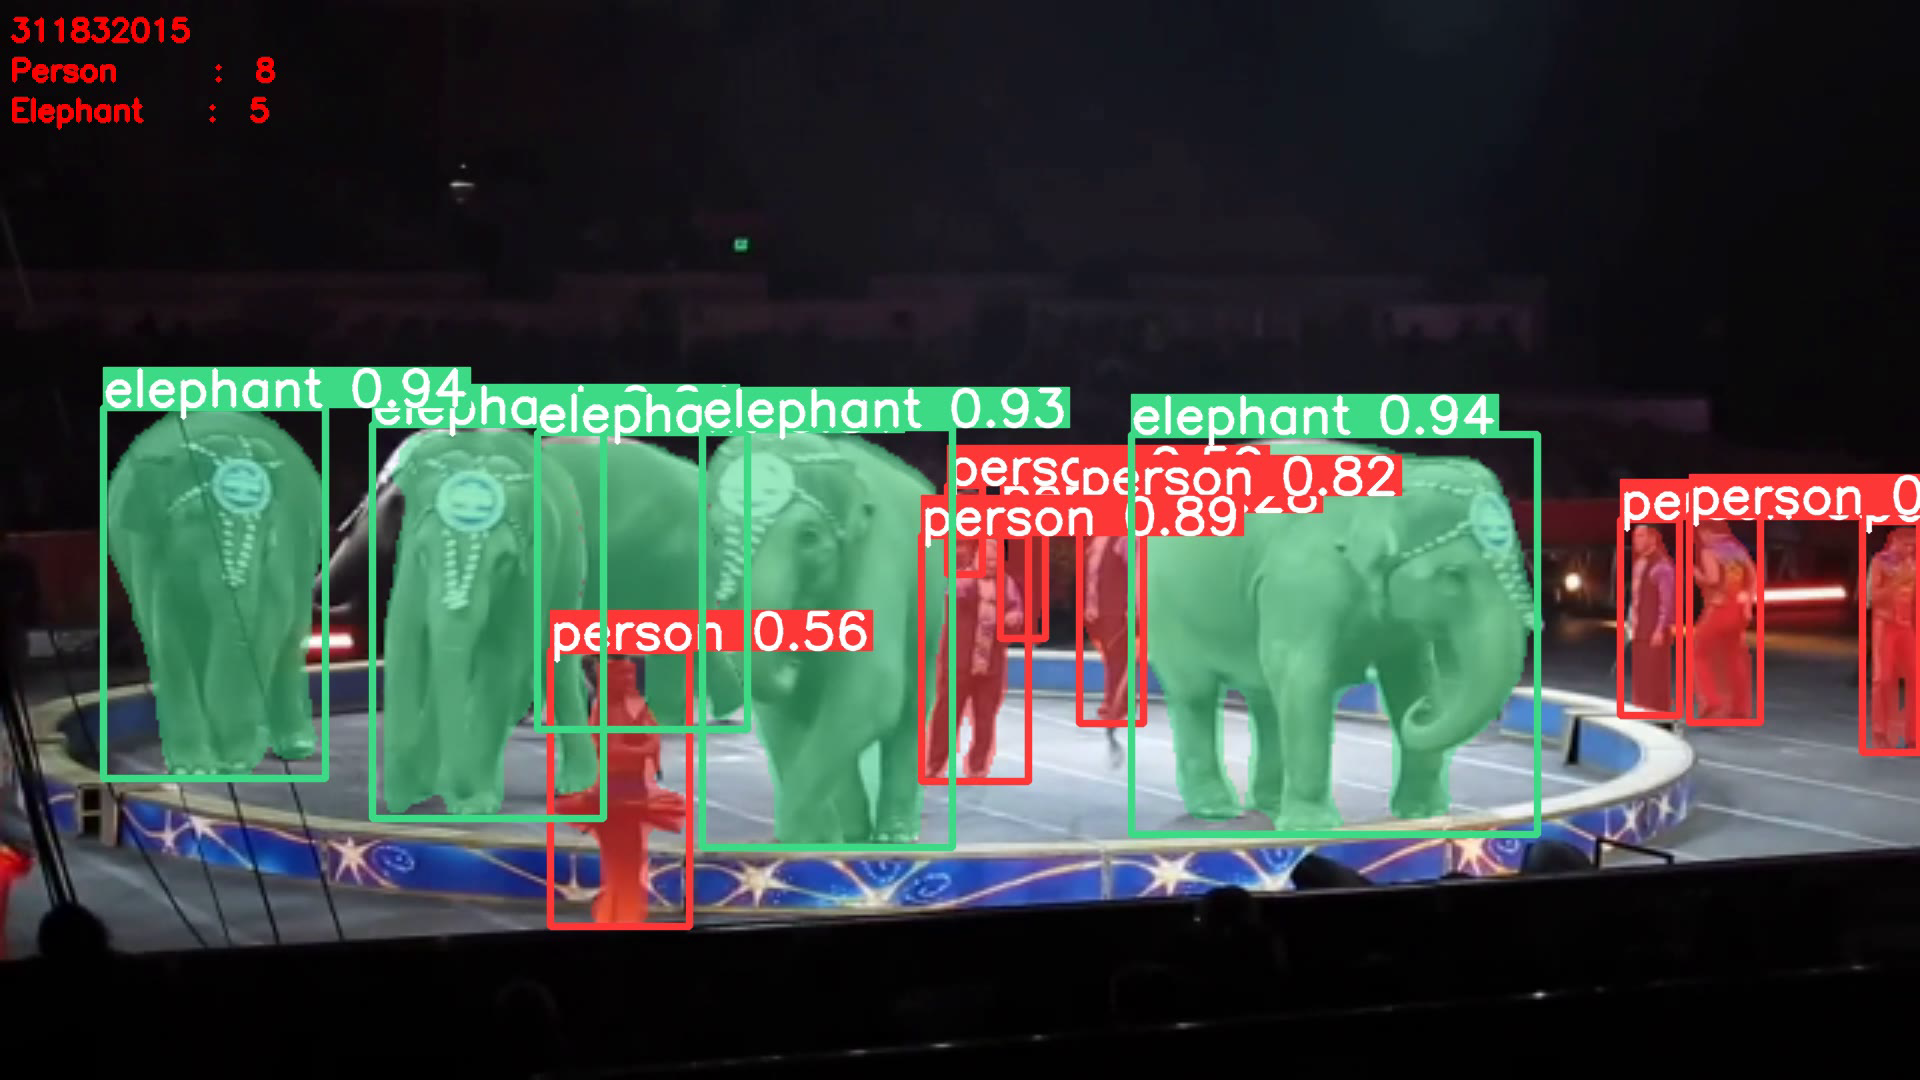 311832015
Person : 8
Elephant : 5
elephant 0.94
elephant 0.93
elephant 0.94
person 0.82
person 0.89
person 0.56
person